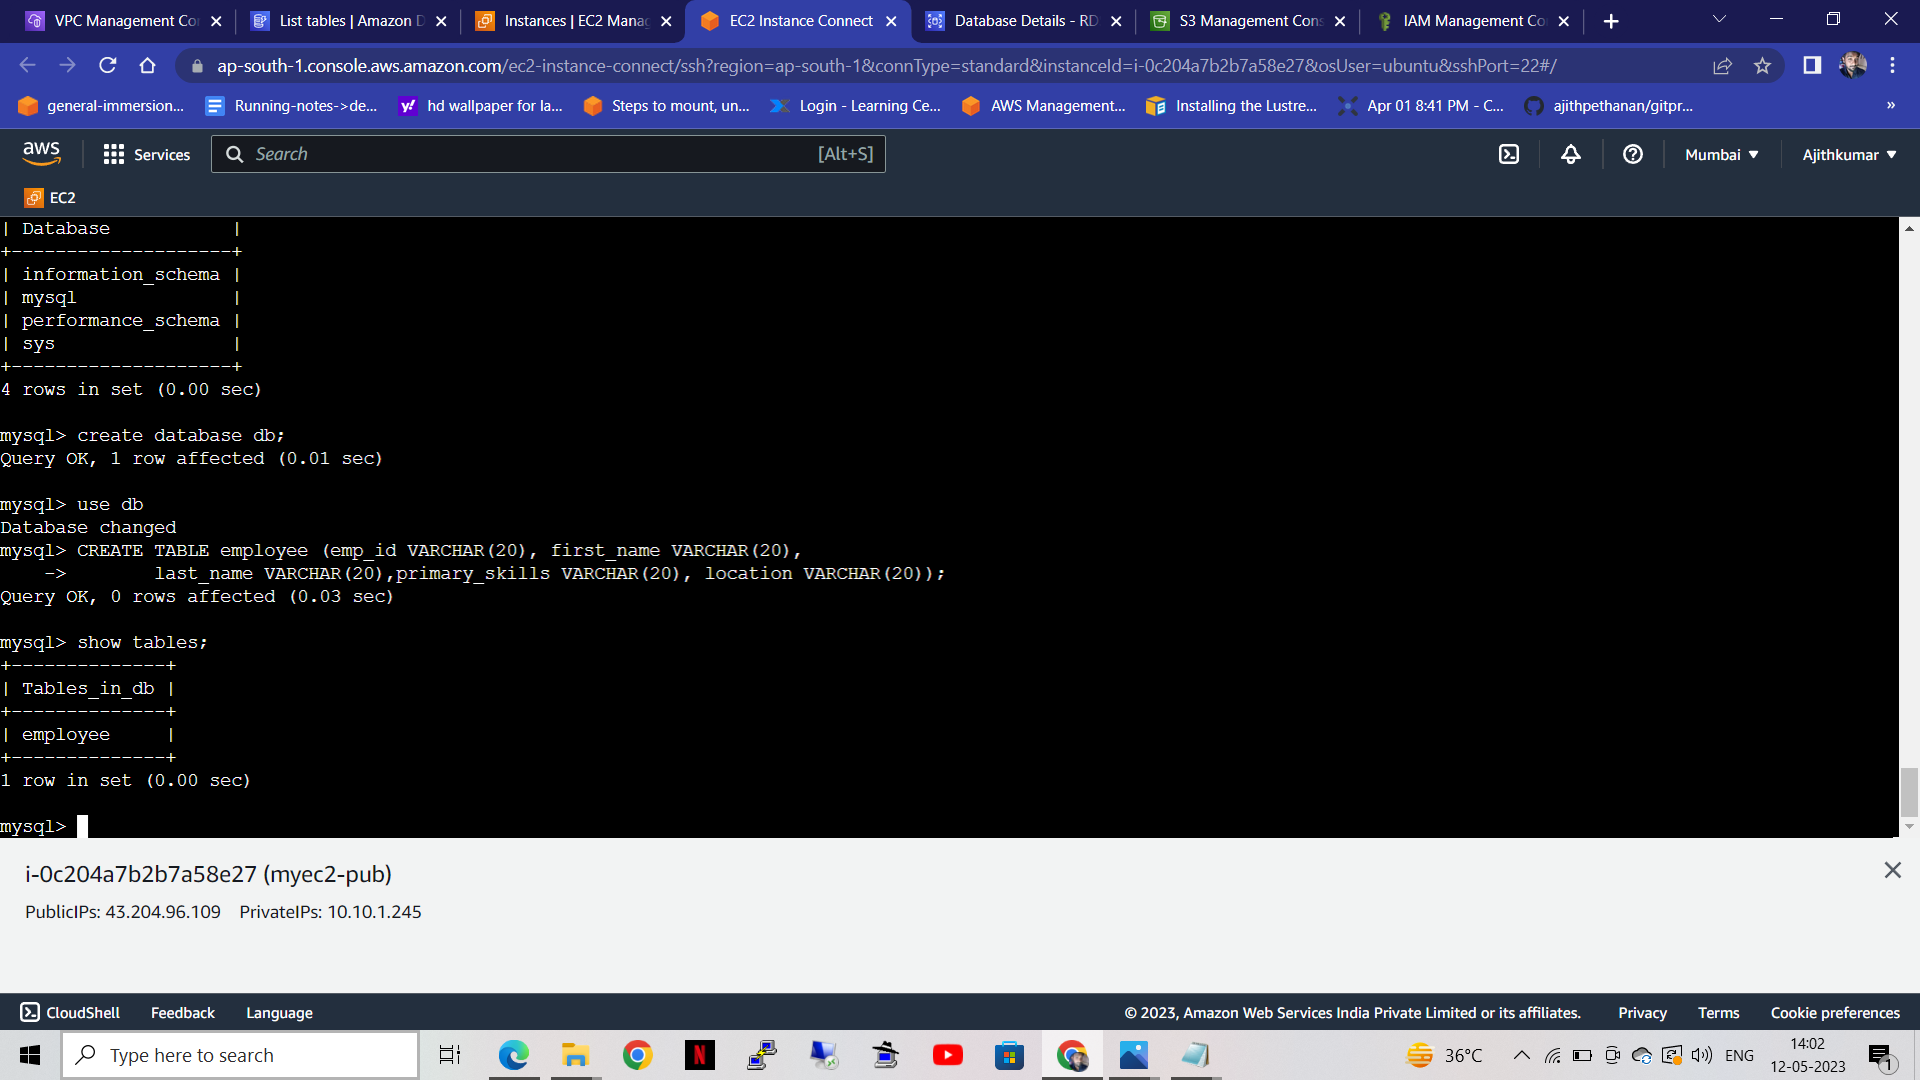 VPC Management Co
List tables | Amazon D
Instances | EC2 Manag
EC2 Instance Connect
Database Details - RD
S3 Management Cons
IAM Management Co
ap-south-1.console.aws.amazon.com/ec2-instance-connect/ssh?region=ap-south-1&connType=standard&instanceId=i-0c204a7b2b7a58e27&osUser=ubuntu&sshPort=22#/
general-immersion...
Running-notes->de...
hd wallpaper for la...
Steps to mount, un...
Login - Learning Ce...
AWS Management...
Installing the Lustre...
Apr 01 8:41 PM - C...
ajithpethanan/gitpr...
»
aws
Services
Search
[Alt+S]
Mumbai
Ajithkumar
EC2
| Database           |
+--------------------+
| information_schema |
| mysql              |
| performance_schema |
| sys                |
+--------------------+
4 rows in set (0.00 sec)
mysql> create database db;
Query OK, 1 row affected (0.01 sec)
mysql> use db
Database changed
mysql> CREATE TABLE employee (emp_id VARCHAR(20), first_name VARCHAR(20),
    ->        last_name VARCHAR(20),primary_skills VARCHAR(20), location VARCHAR(20));
Query OK, 0 rows affected (0.03 sec)
mysql> show tables;
+--------------+
| Tables_in_db |
+--------------+
| employee     |
+--------------+
1 row in set (0.00 sec)
mysql>
i-0c204a7b2b7a58e27 (myec2-pub)
PublicIPs: 43.204.96.109 PrivateIPs: 10.10.1.245
CloudShell
Feedback
Language
© 2023, Amazon Web Services India Private Limited or its affiliates.
Privacy
Terms
Cookie preferences
Type here to search
36°C
ENG
14:02
12-05-2023
1